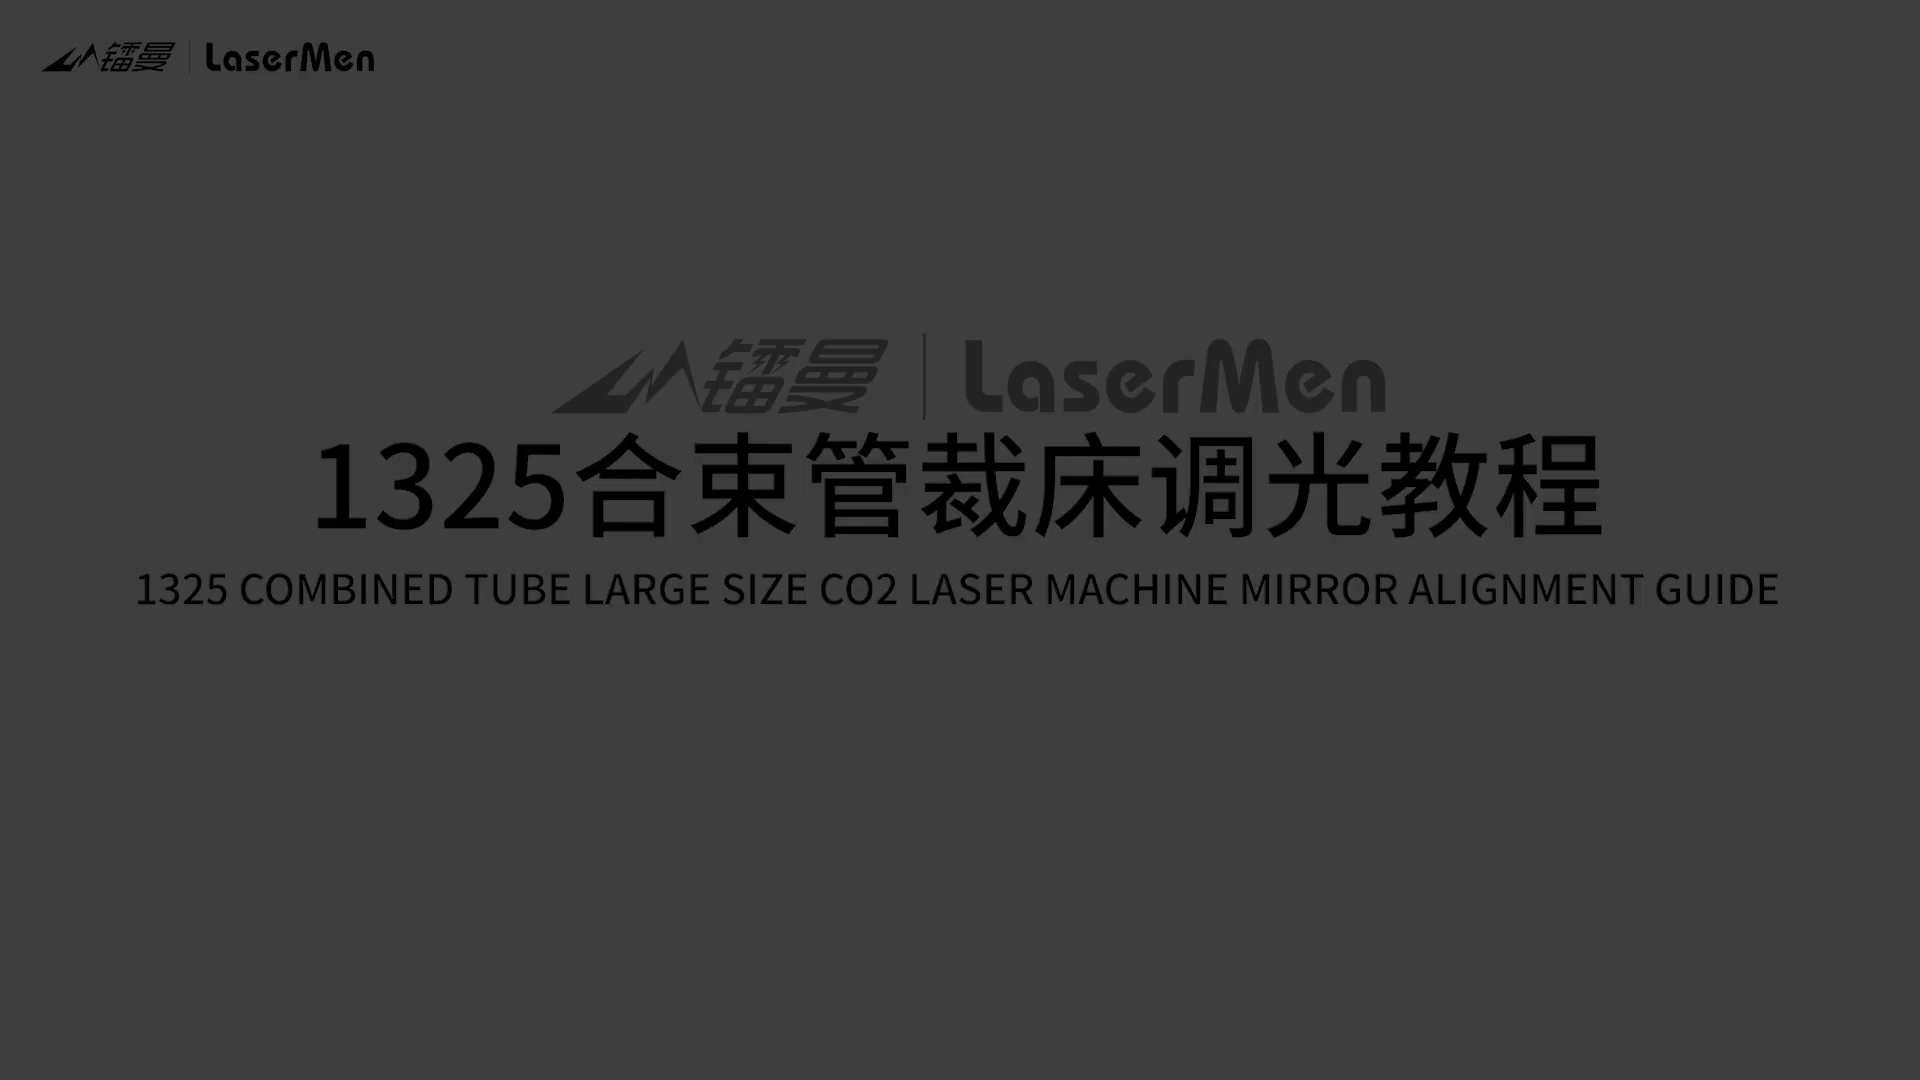 镭曼 LaserMen
镭曼 LaserMen
1325合束管裁床调光教程
1325 COMBINED TUBE LARGE SIZE CO2 LASER MACHINE MIRROR ALIGNMENT GUIDE